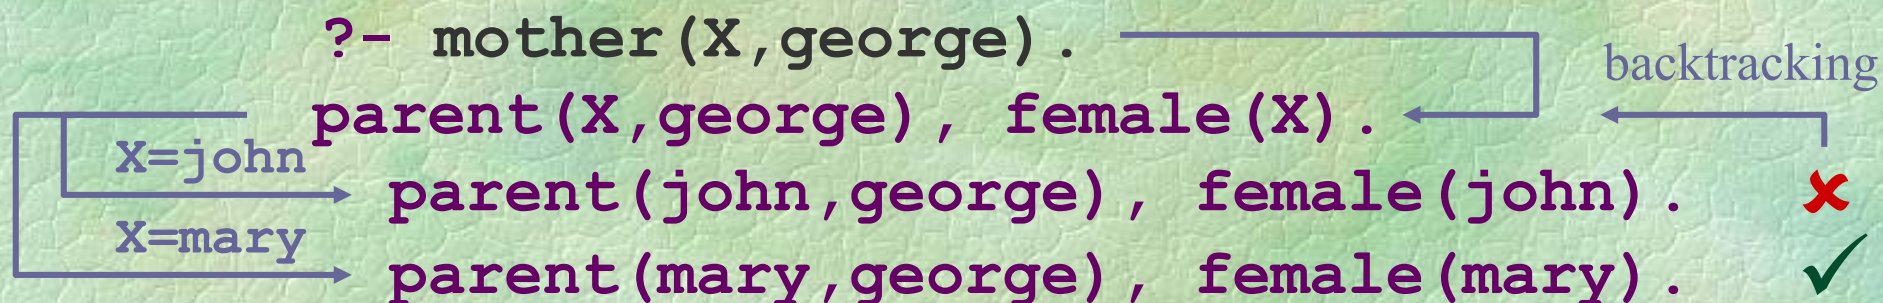 ?- mother(X,george).
backtracking
parent(X,george), female(X).
X=john
parent(john,george), female(john). ✘
X=mary
parent(mary,george), female(mary). ✓